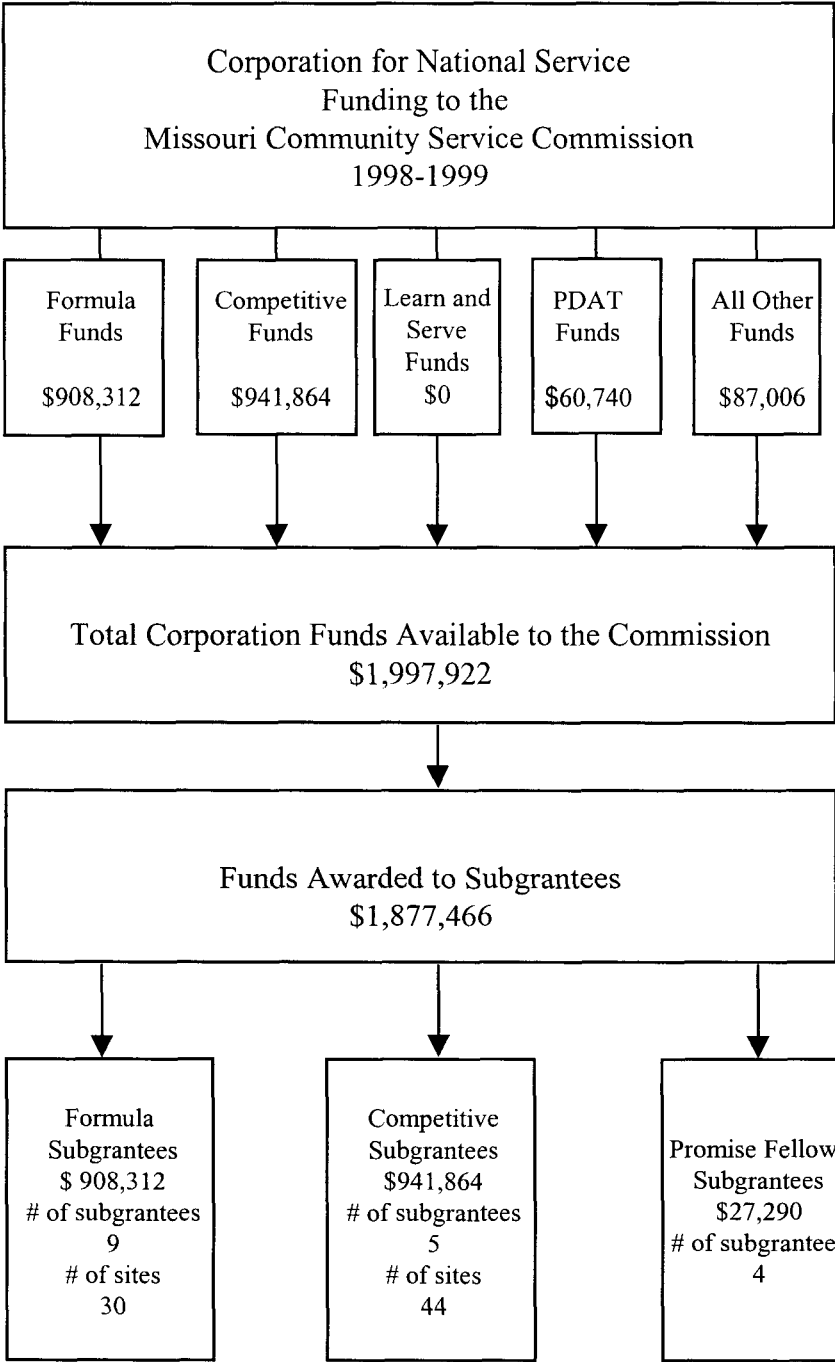 Corporation for National Service
Funding to the
Missouri Community Service Commission
1998-1999
Formula
Funds
$908,312
Competitive
Funds
$941,864
Learn and
Serve
Funds
$0
PDAT
Funds
$60,740
All Other
Funds
$87,006
Total Corporation Funds Available to the Commission
$1,997,922
Funds Awarded to Subgrantees
$1,877,466
Formula
Subgrantees
$ 908,312
# of subgrantees
9
# of sites
30
Competitive
Subgrantees
$941,864
# of subgrantees
5
# of sites
44
Promise Fellow
Subgrantees
$27,290
# of subgrantee
4